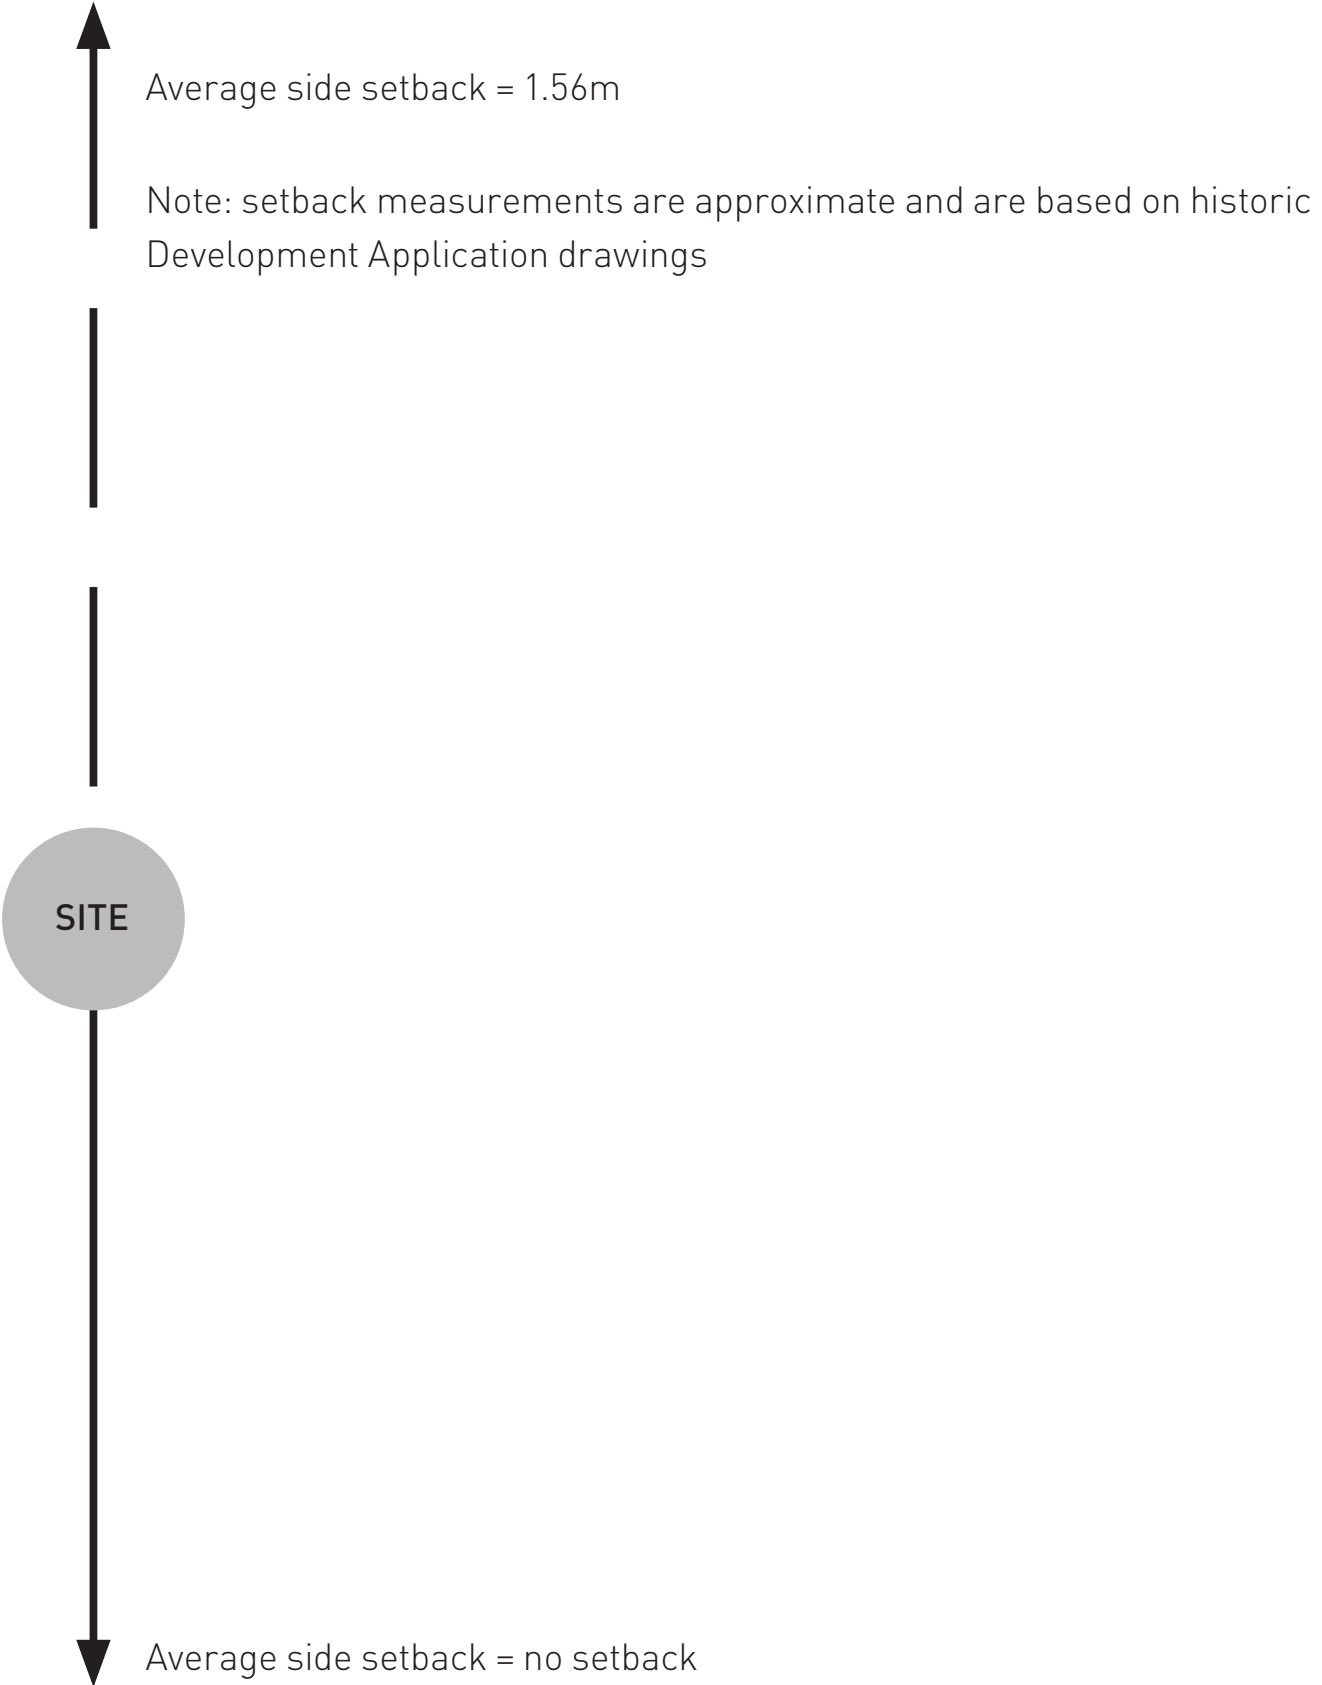 Average side setback = 1.56m
Note: setback measurements are approximate and are based on historic
Development Application drawings
SITE
Average side setback = no setback